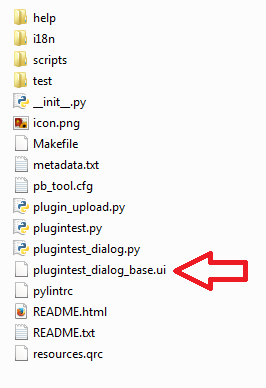 help
i18n
scripts
test
__init__.py
icon.png
Makefile
metadata.txt
pb_tool.cfg
plugin_upload.py
plugintest.py
plugintest_dialog.py
plugintest_dialog_base.ui
pylintrc
README.html
README.txt
resources.qrc